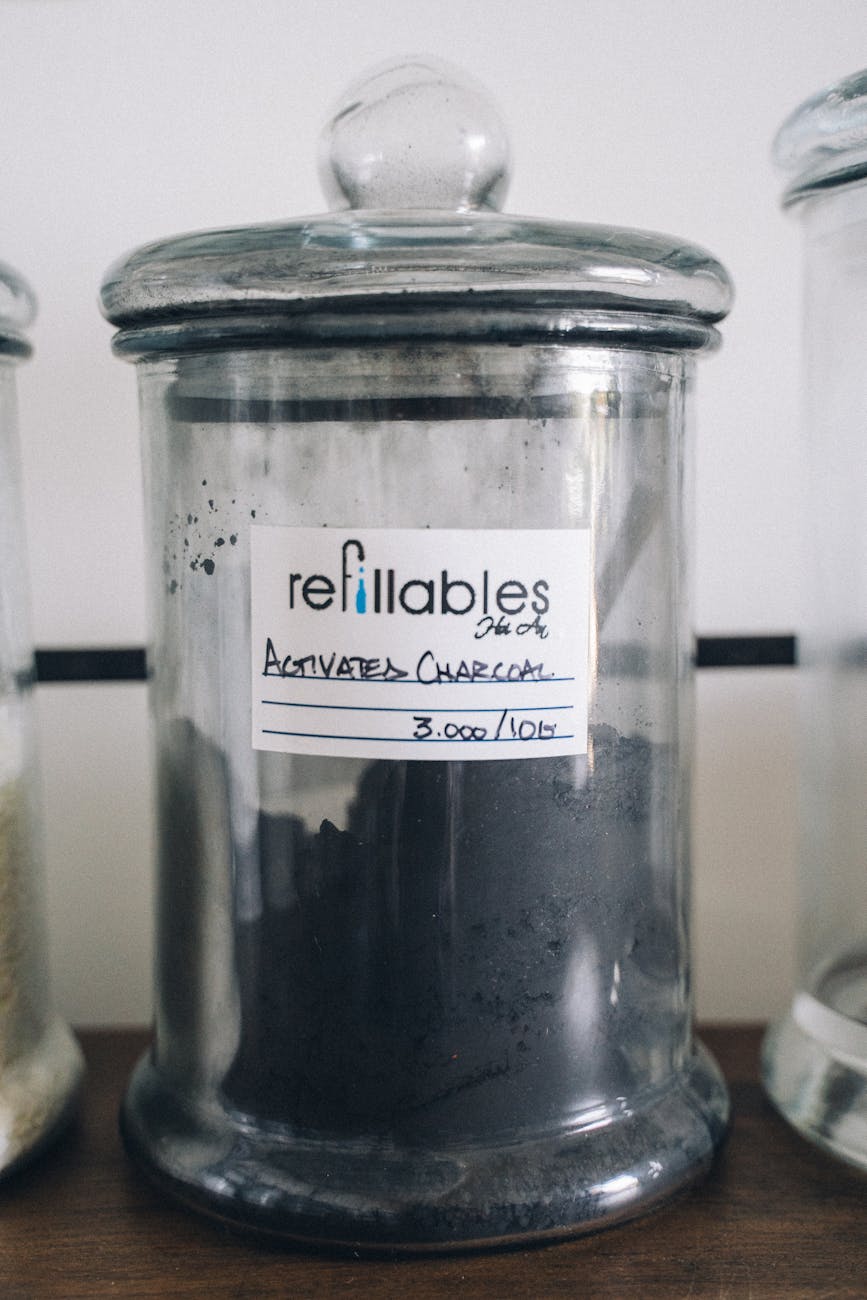 refillables
Hoi An
ACTIVATED CHARCOAL
3.000/10G